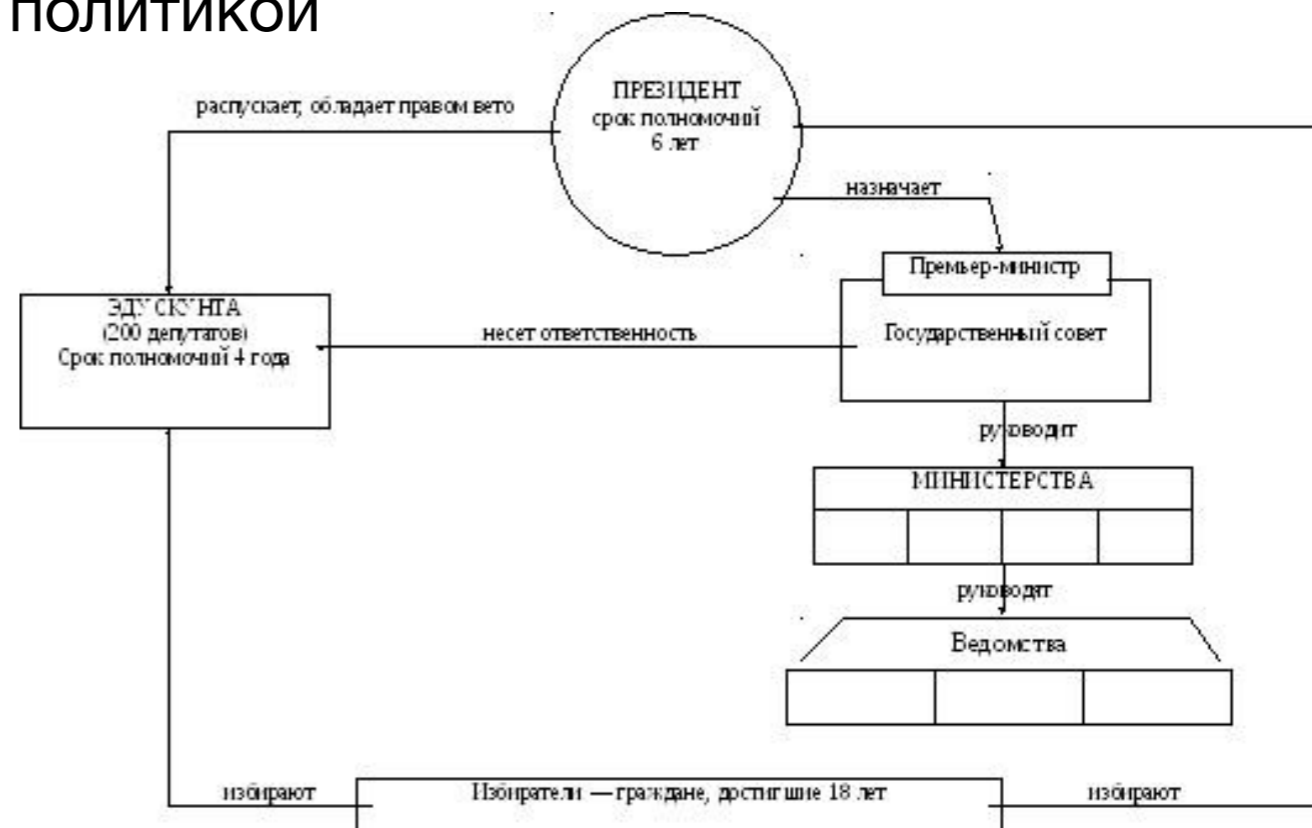 политикой
ПРЕЗИДЕНТ
срок полномочий
6 лет
распускает, обладает правом вето
назначает
Премьер-министр
Государственный совет
ЭДУСКУНТА
(200 депутатов)
Срок полномочий 4 года
несет ответственность
руководит
МИНИСТЕРСТВА
руководят
Ведомства
избирают
Избиратели — граждане, достигшие 18 лет
избирают